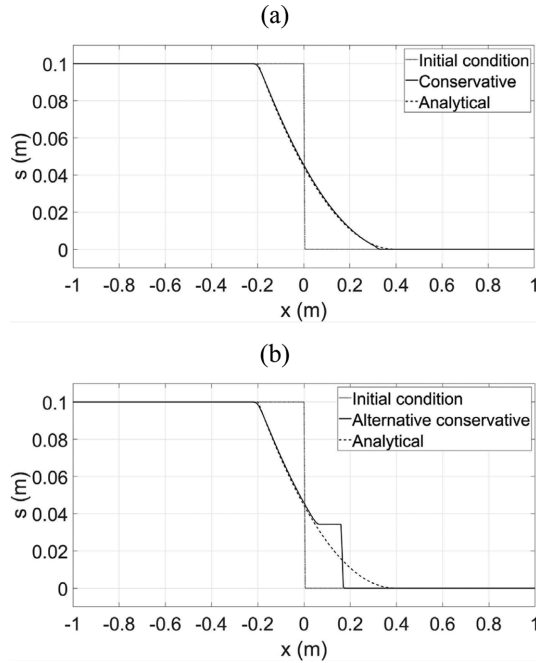 (a)
0.1
0.08
0.06
0.04
0.02
0
s (m)
Initial condition
Conservative
Analytical
-1 -0.8 -0.6 -0.4 -0.2 0 0.2 0.4 0.6 0.8 1
x (m)
(b)
0.1
0.08
0.06
0.04
0.02
0
s (m)
Initial condition
Alternative conservative
Analytical
-1 -0.8 -0.6 -0.4 -0.2 0 0.2 0.4 0.6 0.8 1
x (m)